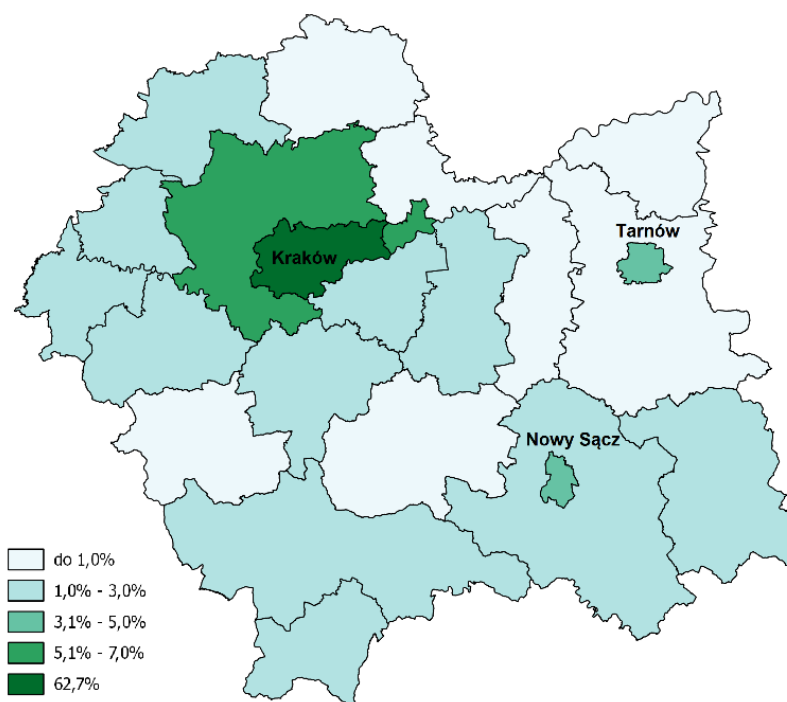 Tarnów
Kraków
Nowy Sącz
do 1,0%
1,0% - 3,0%
3,1% - 5,0%
5,1% - 7,0%
62,7%